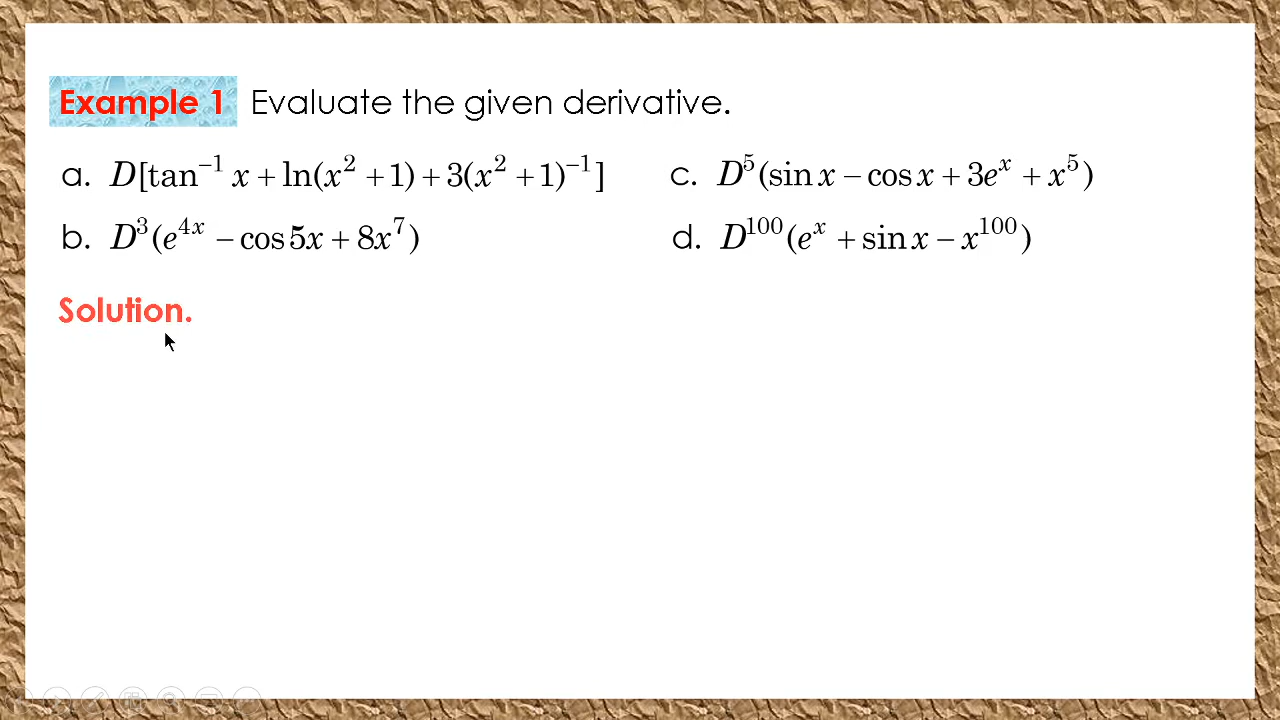 Example 1 Evaluate the given derivative.
a. D[tan⁻¹ x + ln(x² + 1) + 3(x² + 1)⁻¹]
c. D⁵(sin x − cos x + 3eˣ + x⁵)
b. D³(e⁴ˣ − cos 5x + 8x⁷)
d. D¹⁰⁰(eˣ + sin x − x¹⁰⁰)
Solution.